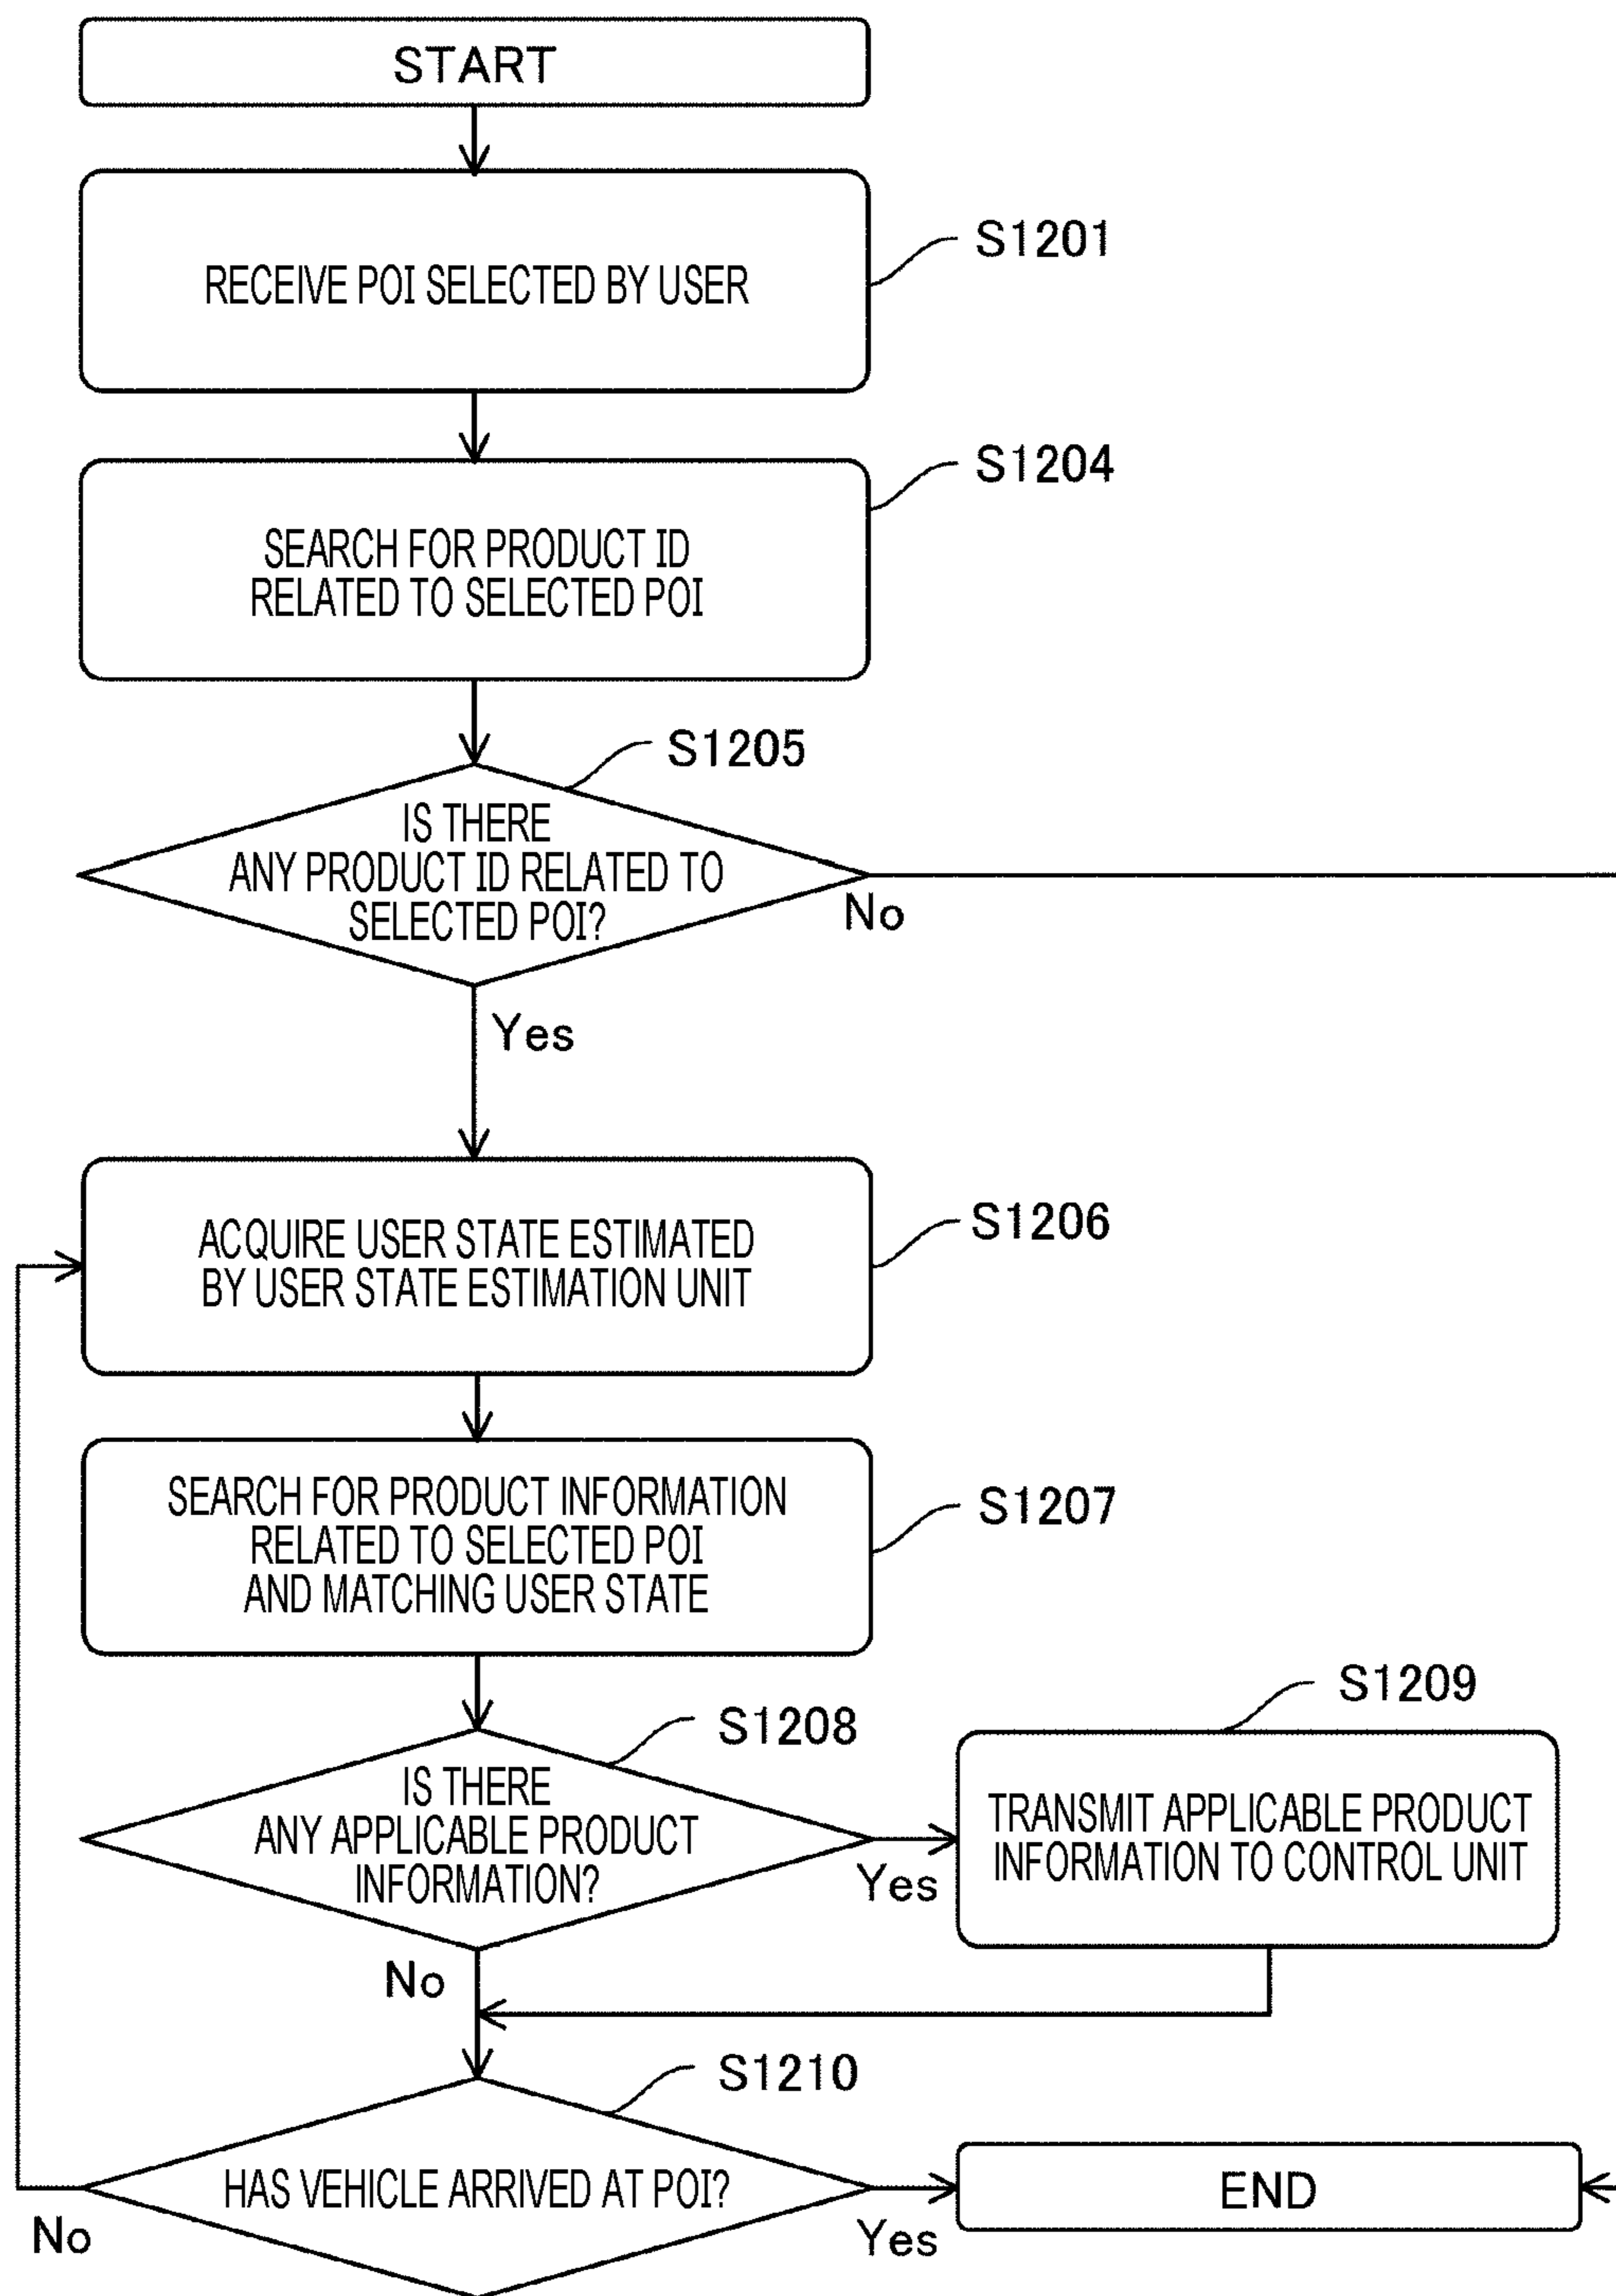 START
RECEIVE POI SELECTED BY USER
S1201
SEARCH FOR PRODUCT ID
RELATED TO SELECTED POI
S1204
IS THERE
ANY PRODUCT ID RELATED TO
SELECTED POI?
S1205
No
Yes
ACQUIRE USER STATE ESTIMATED
BY USER STATE ESTIMATION UNIT
S1206
SEARCH FOR PRODUCT INFORMATION
RELATED TO SELECTED POI
AND MATCHING USER STATE
S1207
IS THERE
ANY APPLICABLE PRODUCT
INFORMATION?
S1208
Yes
TRANSMIT APPLICABLE PRODUCT
INFORMATION TO CONTROL UNIT
S1209
No
HAS VEHICLE ARRIVED AT POI?
S1210
No
Yes
END